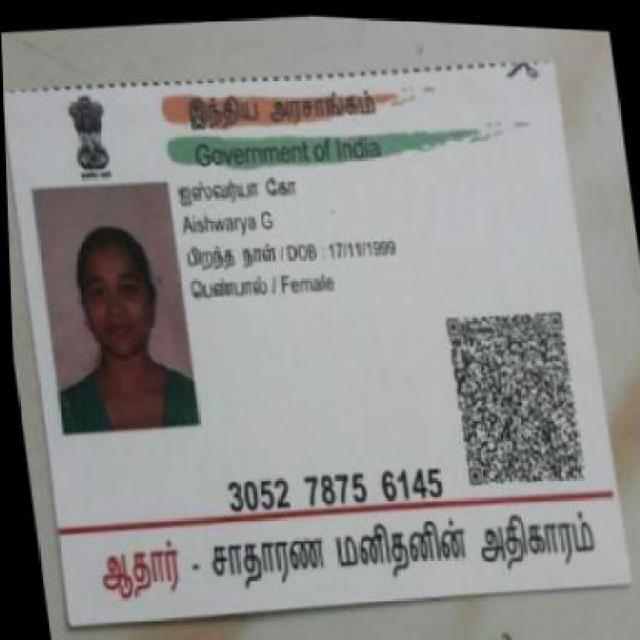 இந்திய அரசாங்கம்
Government of India
ஐஸ்வர்யா கோ
Aishwarya G
பிறந்த நாள் / DOB : 17/11/1999
பெண்பால் / Female
3052 7875 6145
ஆதார் - சாதாரண மனிதனின் அதிகாரம்